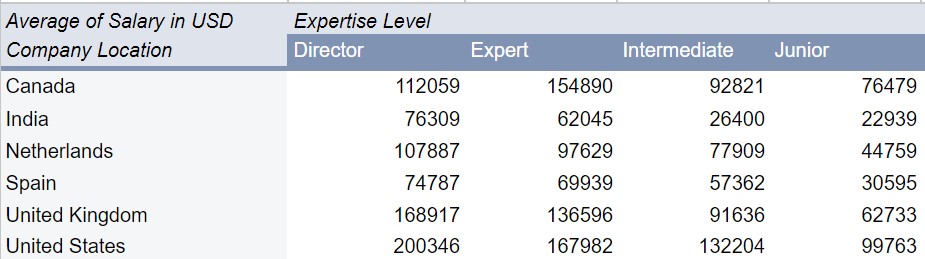 Average of Salary in USD Expertise Level
Company Location Director Expert Intermediate Junior
Canada 112059 154890 92821 76479
India 76309 62045 26400 22939
Netherlands 107887 97629 77909 44759
Spain 74787 69939 57362 30595
United Kingdom 168917 136596 91636 62733
United States 200346 167982 132204 99763